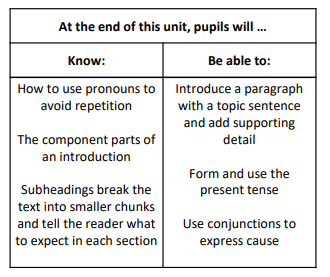 At the end of this unit, pupils will …
Know:
How to use pronouns to
avoid repetition
The component parts of
an introduction
Subheadings break the
text into smaller chunks
and tell the reader what
to expect in each section
Be able to:
Introduce a paragraph
with a topic sentence
and add supporting
detail
Form and use the
present tense
Use conjunctions to
express cause